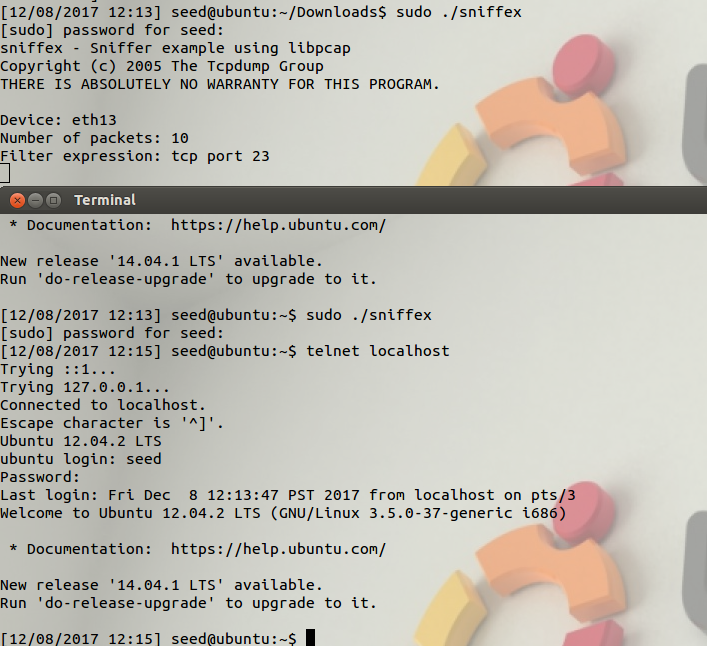 [12/08/2017 12:13] seed@ubuntu:~/Downloads$ sudo ./sniffex
[sudo] password for seed:
sniffex - Sniffer example using libpcap
Copyright (c) 2005 The Tcpdump Group
THERE IS ABSOLUTELY NO WARRANTY FOR THIS PROGRAM.

Device: eth13
Number of packets: 10
Filter expression: tcp port 23
Terminal
 * Documentation:  https://help.ubuntu.com/

New release '14.04.1 LTS' available.
Run 'do-release-upgrade' to upgrade to it.

[12/08/2017 12:13] seed@ubuntu:~$ sudo ./sniffex
[sudo] password for seed:
[12/08/2017 12:15] seed@ubuntu:~$ telnet localhost
Trying ::1...
Trying 127.0.0.1...
Connected to localhost.
Escape character is '^]'.
Ubuntu 12.04.2 LTS
ubuntu login: seed
Password:
Last login: Fri Dec  8 12:13:47 PST 2017 from localhost on pts/3
Welcome to Ubuntu 12.04.2 LTS (GNU/Linux 3.5.0-37-generic i686)

 * Documentation:  https://help.ubuntu.com/

New release '14.04.1 LTS' available.
Run 'do-release-upgrade' to upgrade to it.

[12/08/2017 12:15] seed@ubuntu:~$